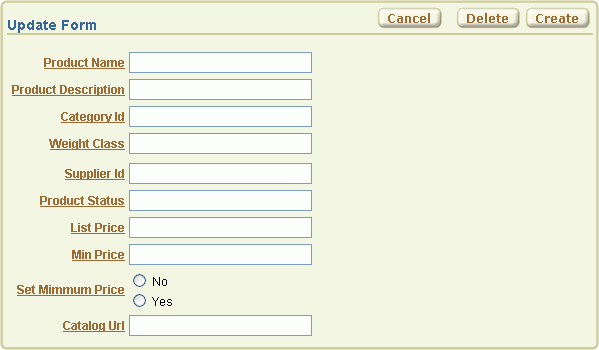 Update Form
Cancel Delete Create
Product Name
Product Description
Category Id
Weight Class
Supplier Id
Product Status
List Price
Min Price
Set Mimmum Price
No
Yes
Catalog Url